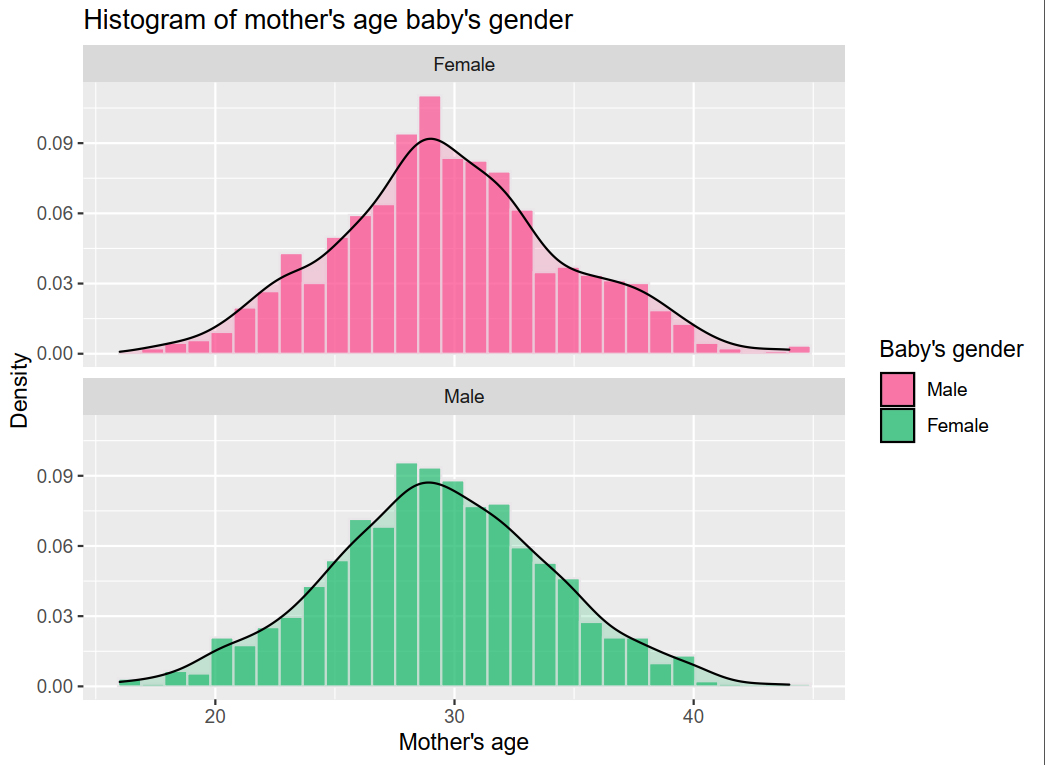 Histogram of mother's age baby's gender
Female
0.09
0.06
0.03
0.00
Male
0.09
0.06
0.03
0.00
20 30 40
Mother's age
Density
Baby's gender
Male
Female